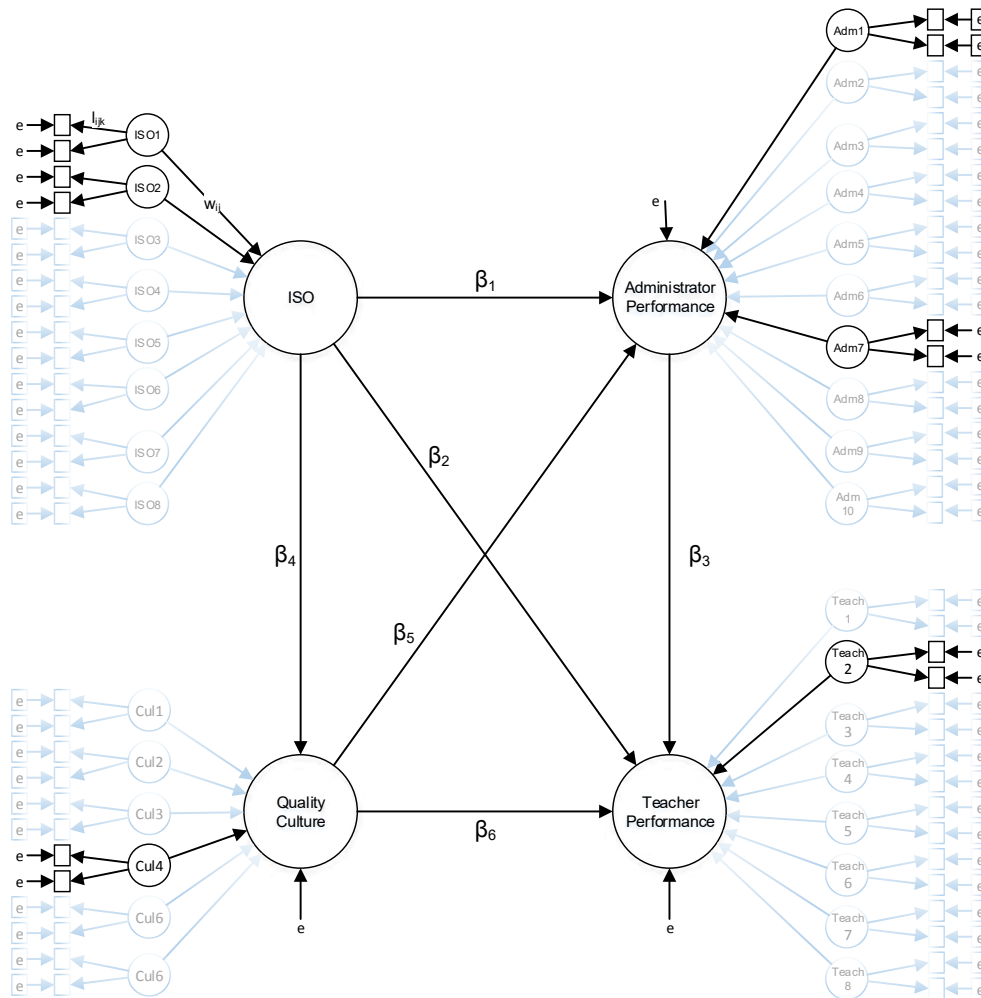 Adm1
e
e
Adm2
e
e
Adm3
e
e
Adm4
e
e
Adm5
e
e
Adm6
e
e
Adm7
e
e
Adm8
e
e
Adm9
e
e
Adm
10
e
e
e
e
l_ijk
ISO1
e
e
ISO2
w_ij
e
e
ISO3
e
e
ISO4
e
e
ISO5
e
e
ISO6
e
e
ISO7
e
e
ISO8
ISO
β1
e
Administrator
Performance
β2
β4
β3
β5
e
e
Cul1
e
e
Cul2
e
e
Cul3
e
e
Cul4
e
e
Cul6
e
e
Cul6
Quality
Culture
β6
e
Teacher
Performance
e
Teach
1
e
e
Teach
2
e
e
Teach
3
e
e
Teach
4
e
e
Teach
5
e
e
Teach
6
e
e
Teach
7
e
e
Teach
8
e
e